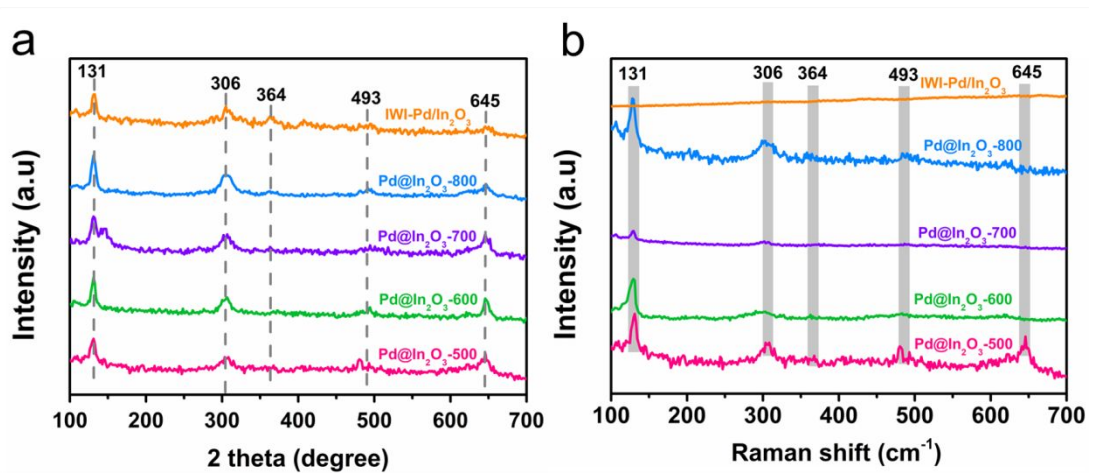 a
131
306
364
493
645
IWI-Pd/In₂O₃
Pd@In₂O₃-800
Pd@In₂O₃-700
Pd@In₂O₃-600
Pd@In₂O₃-500
Intensity (a.u)
100 200 300 400 500 600 700
2 theta (degree)
b
131
306
364
493
645
IWI-Pd/In₂O₃
Pd@In₂O₃-800
Pd@In₂O₃-700
Pd@In₂O₃-600
Pd@In₂O₃-500
Intensity (a.u)
100 200 300 400 500 600 700
Raman shift (cm⁻¹)